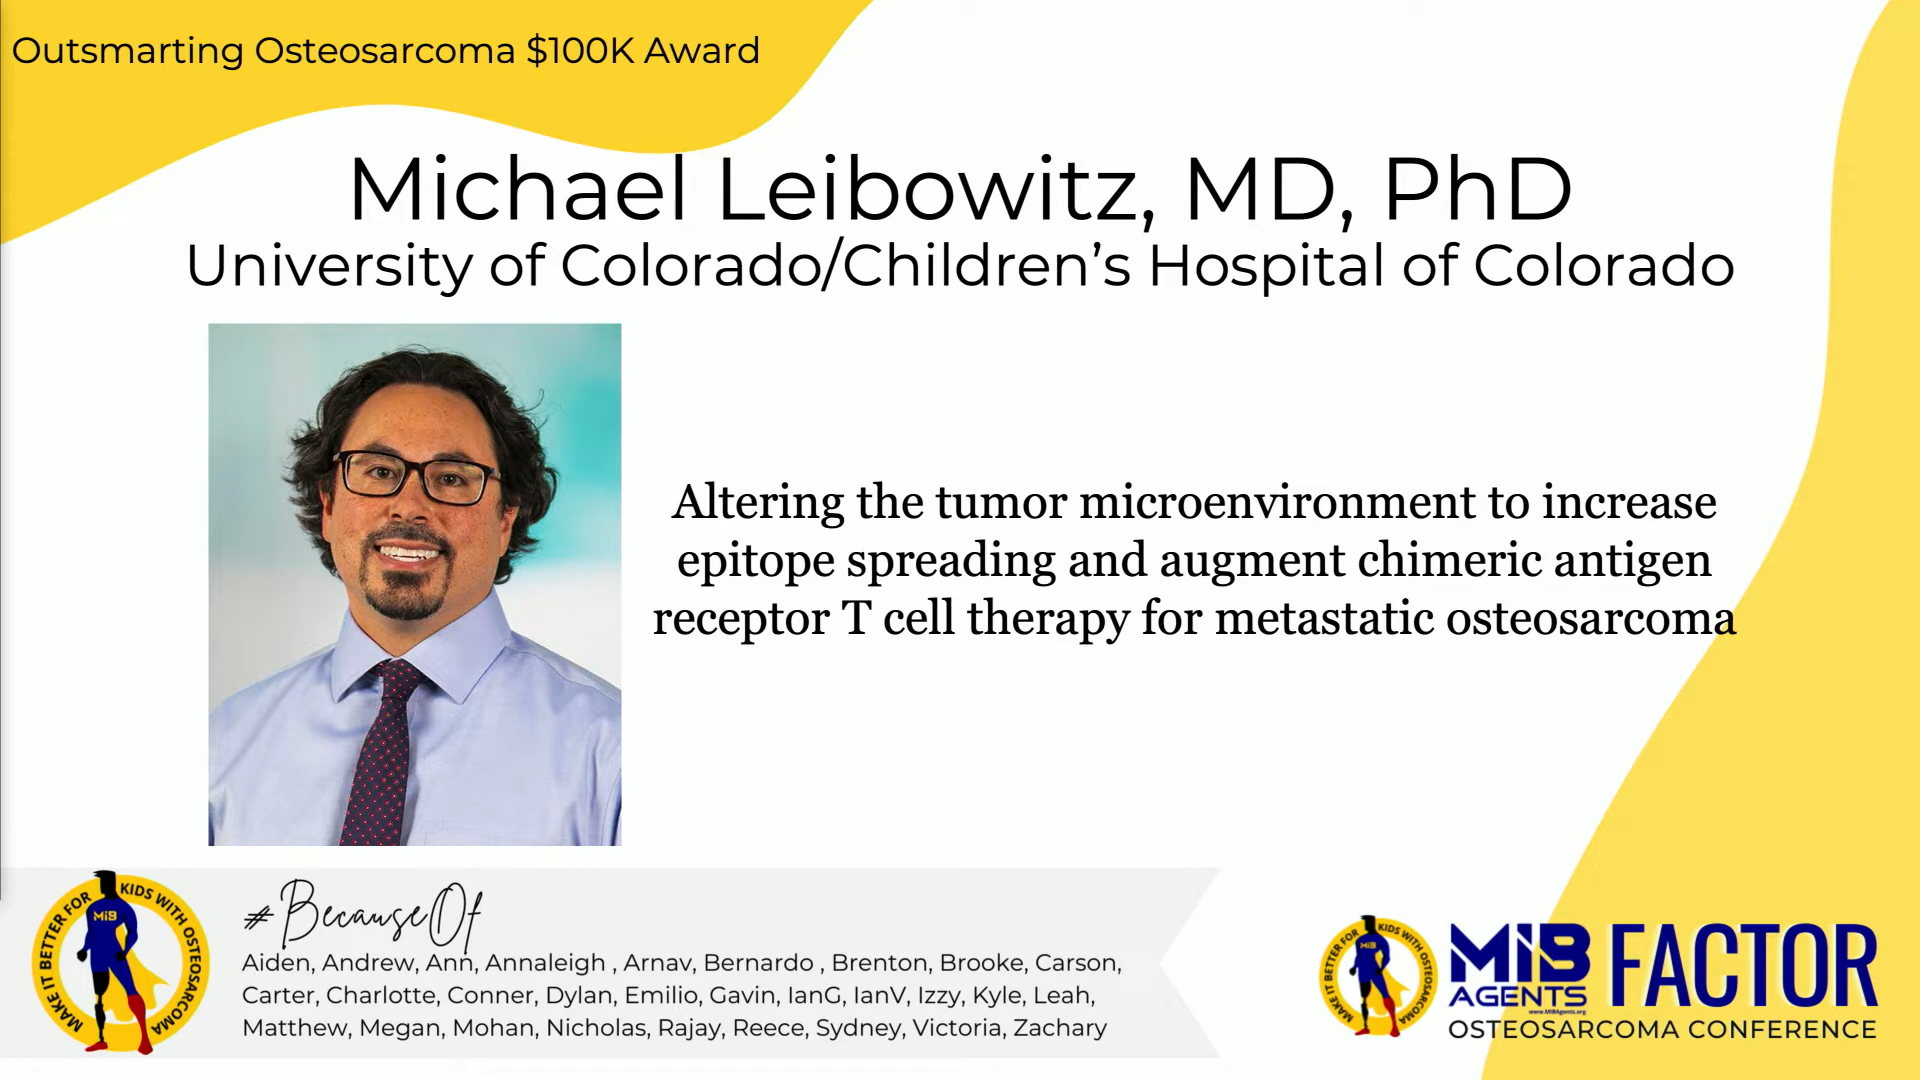 Outsmarting Osteosarcoma $100K Award
Michael Leibowitz, MD, PhD
University of Colorado/Children’s Hospital of Colorado
Altering the tumor microenvironment to increase
epitope spreading and augment chimeric antigen
receptor T cell therapy for metastatic osteosarcoma
MAKE IT BETTER FOR KIDS WITH OSTEOSARCOMA
MiB
#BecauseOf
Aiden, Andrew, Ann, Annaleigh , Arnav, Bernardo , Brenton, Brooke, Carson,
Carter, Charlotte, Conner, Dylan, Emilio, Gavin, IanG, IanV, Izzy, Kyle, Leah,
Matthew, Megan, Mohan, Nicholas, Rajay, Reece, Sydney, Victoria, Zachary
MAKE IT BETTER FOR KIDS WITH OSTEOSARCOMA
MiB
MiB FACTOR
AGENTS
www.MIBAgents.org
OSTEOSARCOMA CONFERENCE